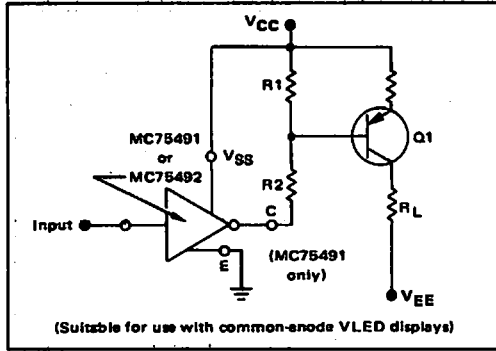 VCC
R1
MC75491
or
MC75492
VSS
Q1
R2
RL
Input
C
E
(MC75491
only)
VEE
(Suitable for use with common-anode VLED displays)